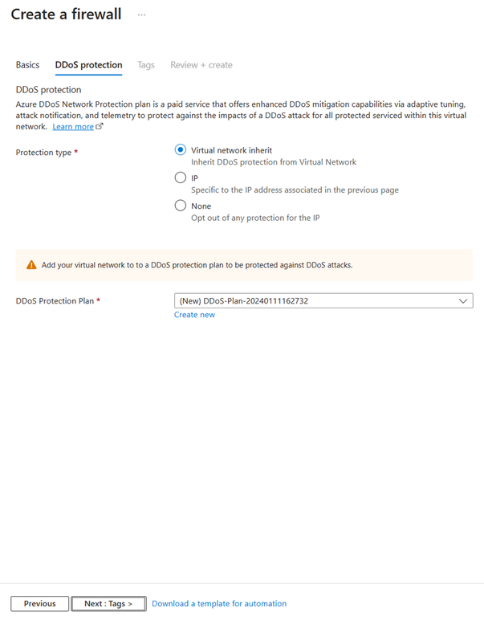 Create a firewall ...
Basics DDoS protection Tags Review + create
DDoS protection
Azure DDoS Network Protection plan is a paid service that offers enhanced DDoS mitigation capabilities via adaptive tuning,
attack notification, and telemetry to protect against the impacts of a DDoS attack for all protected serviced within this virtual
network. Learn more
Protection type *
Virtual network inherit
Inherit DDoS protection from Virtual Network
IP
Specific to the IP address associated in the previous page
None
Opt out of any protection for the IP
Add your virtual network to to a DDoS protection plan to be protected against DDoS attacks.
DDoS Protection Plan *
(New) DDoS-Plan-20240111162732
Create new
Previous
Next : Tags >
Download a template for automation